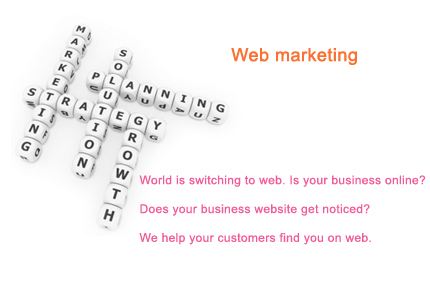 MARKETING
SOLUTION
PLANNING
STRATEGY
GROWTH
Web marketing
World is switching to web. Is your business online?
Does your business website get noticed?
We help your customers find you on web.